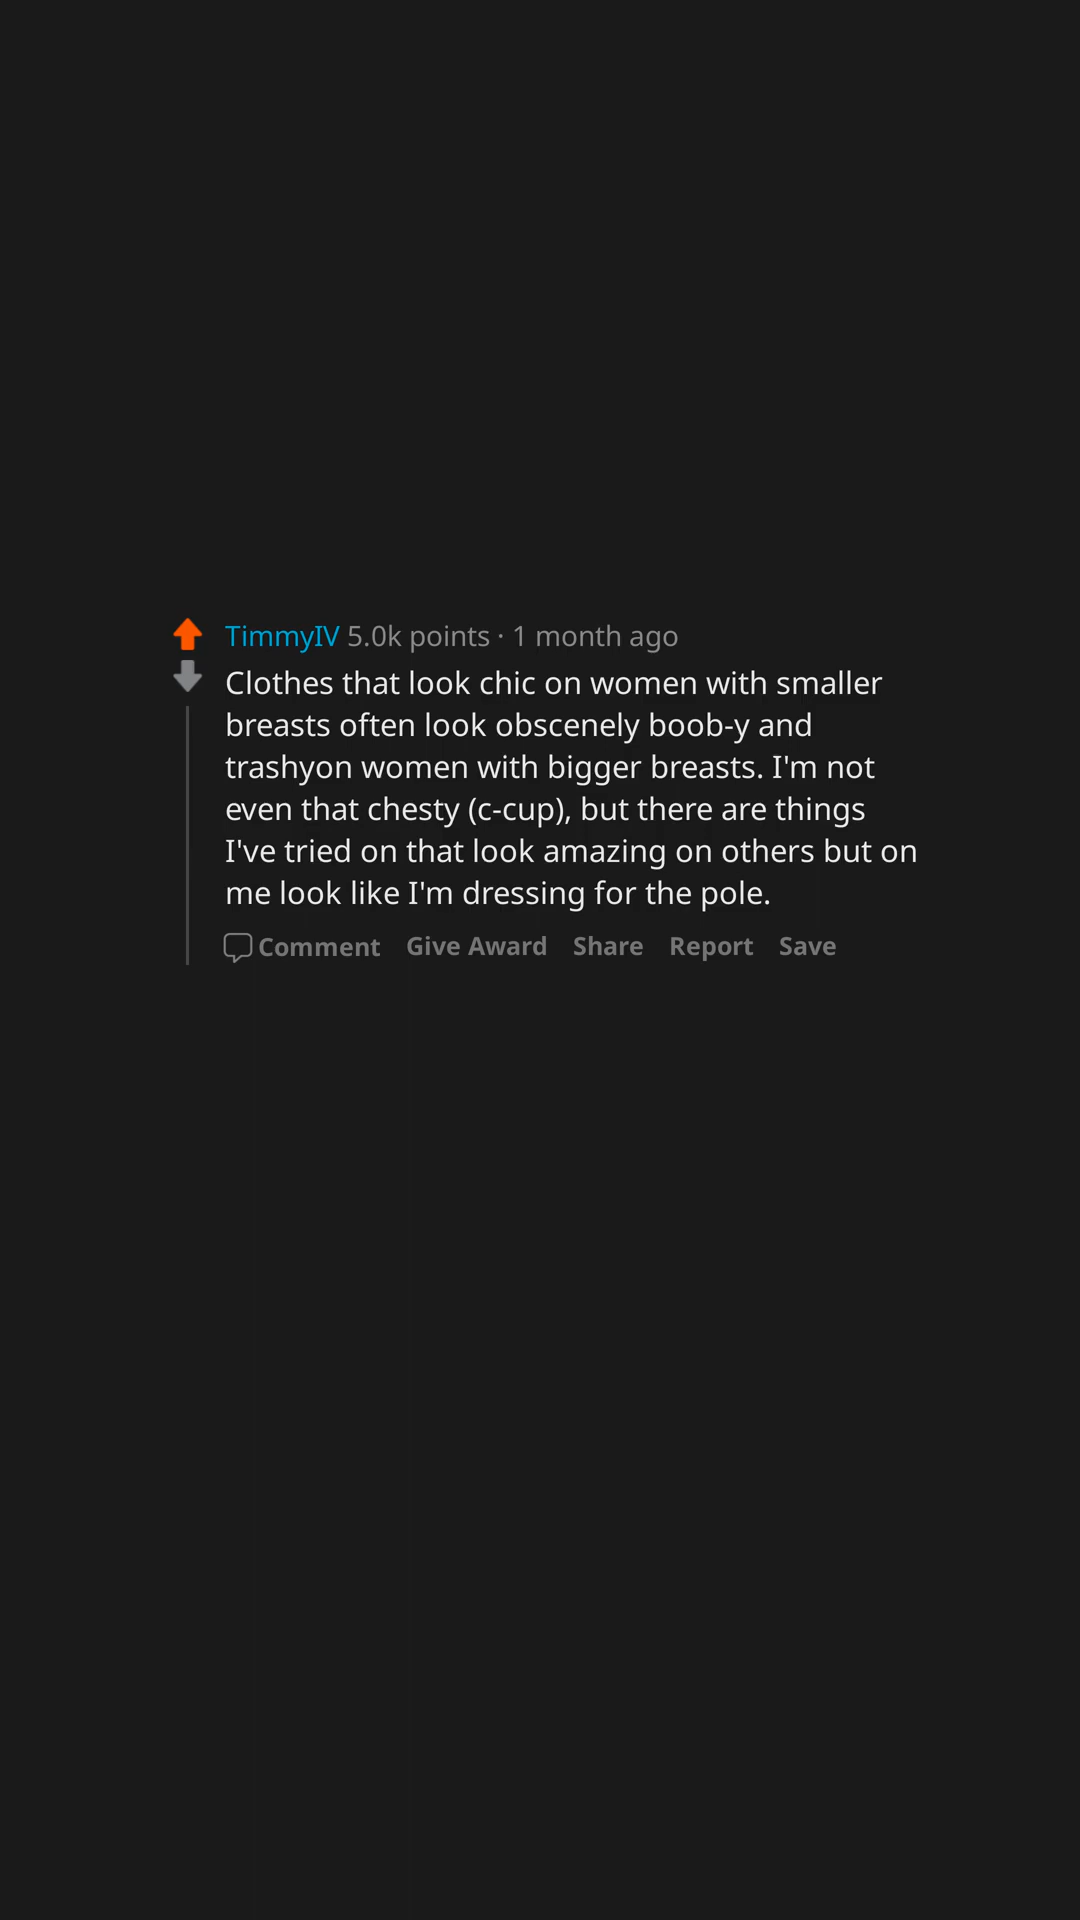 TimmyIV 5.0k points · 1 month ago
Clothes that look chic on women with smaller
breasts often look obscenely boob-y and
trashyon women with bigger breasts. I'm not
even that chesty (c-cup), but there are things
I've tried on that look amazing on others but on
me look like I'm dressing for the pole.
Comment Give Award Share Report Save